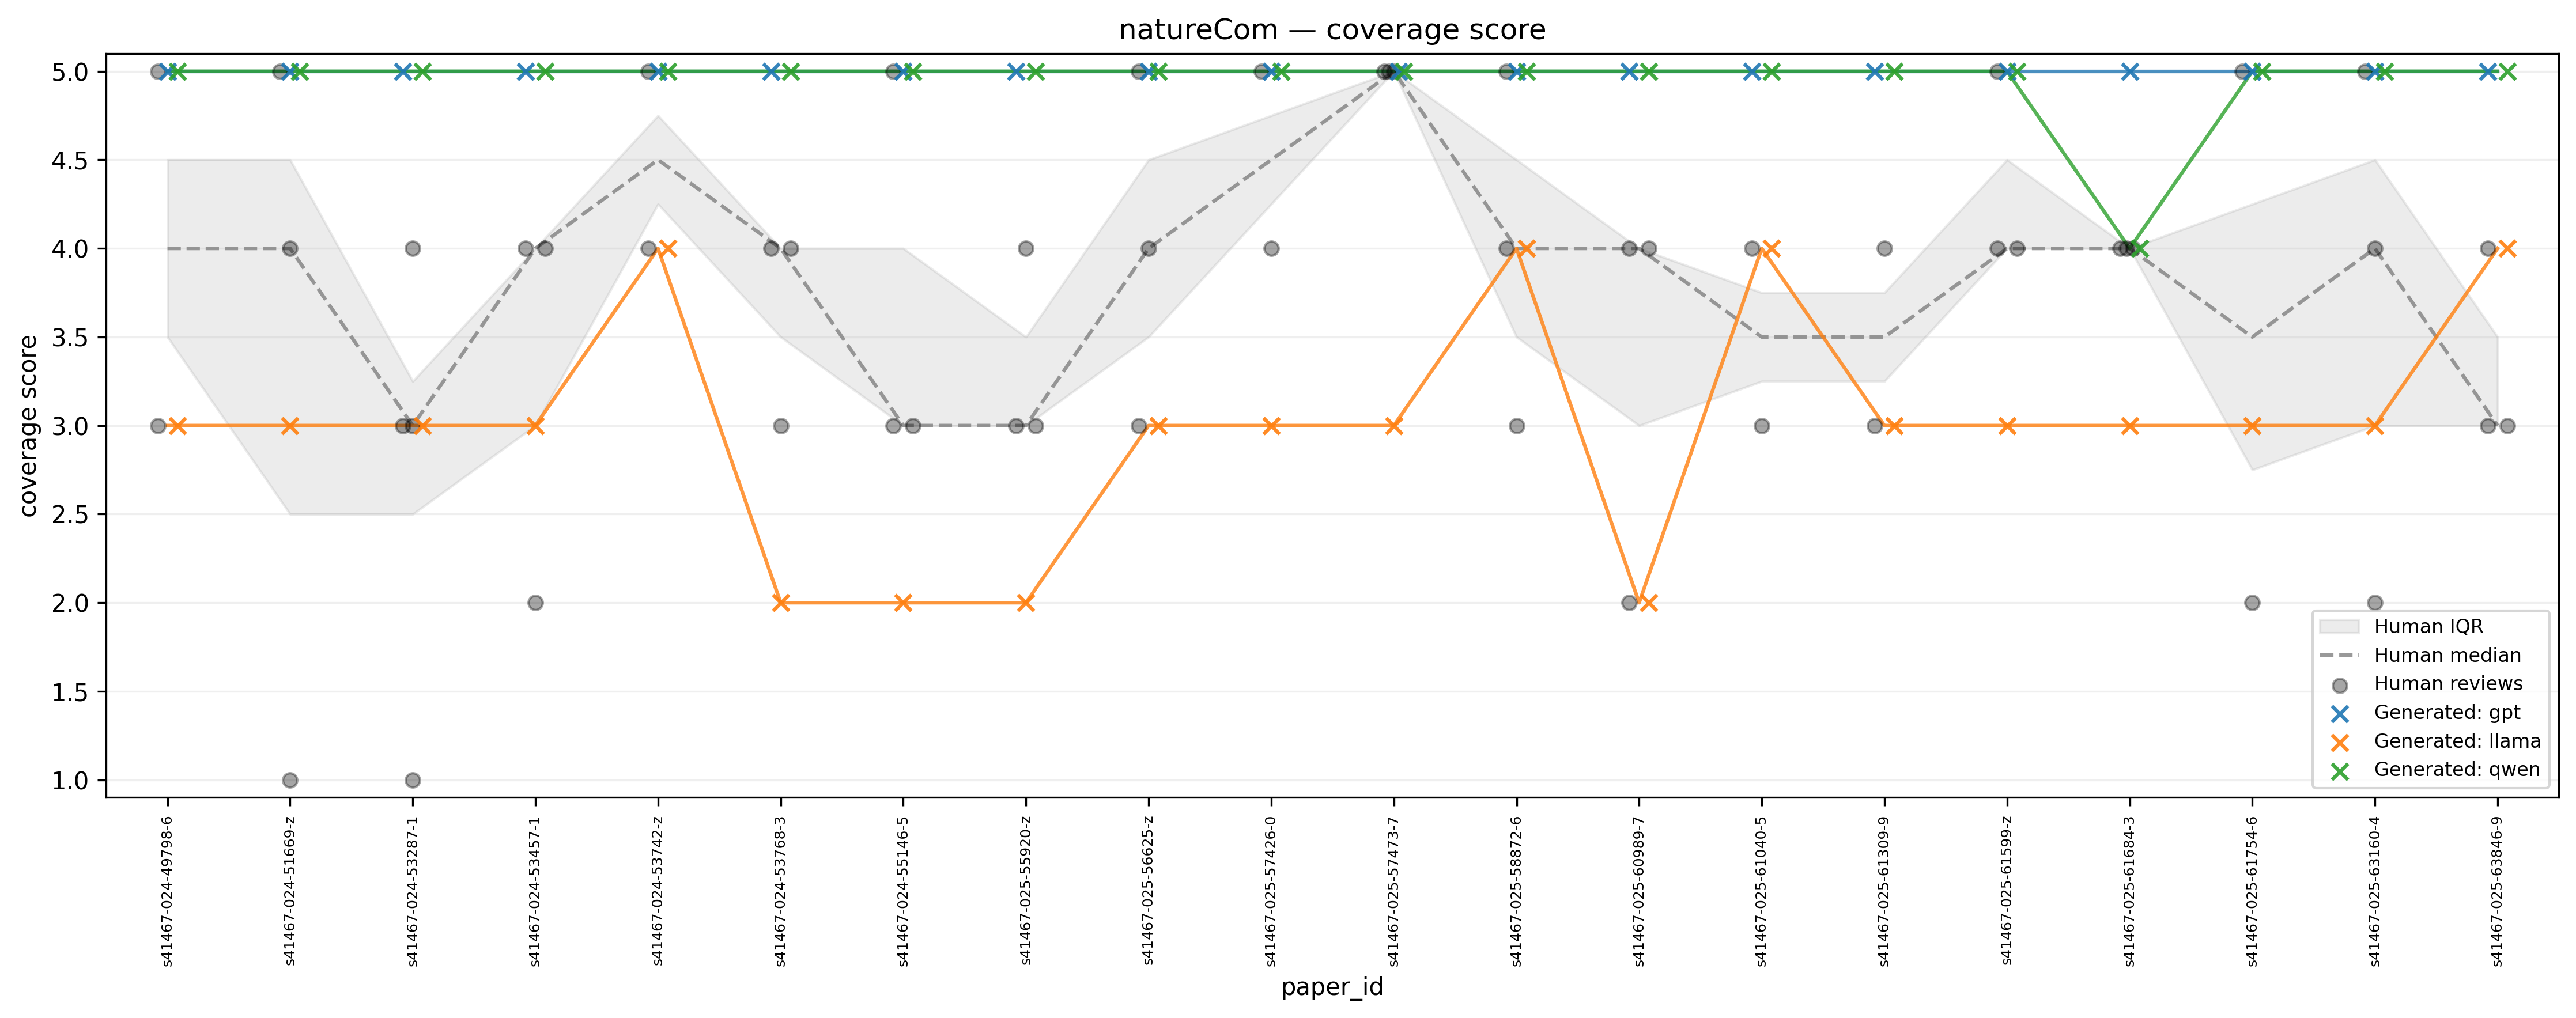 natureCom — coverage score
coverage score
5.0
4.5
4.0
3.5
3.0
2.5
2.0
1.5
1.0
Human IQR
Human median
Human reviews
Generated: gpt
Generated: llama
Generated: qwen
s41467-024-49798-6
s41467-024-51669-z
s41467-024-53287-1
s41467-024-53457-1
s41467-024-53742-z
s41467-024-53768-3
s41467-024-55146-5
s41467-025-55920-z
s41467-025-56625-z
s41467-025-57426-0
s41467-025-57473-7
s41467-025-58872-6
s41467-025-60989-7
s41467-025-61040-5
s41467-025-61309-9
s41467-025-61599-z
s41467-025-61684-3
s41467-025-61754-6
s41467-025-63160-4
s41467-025-63846-9
paper_id